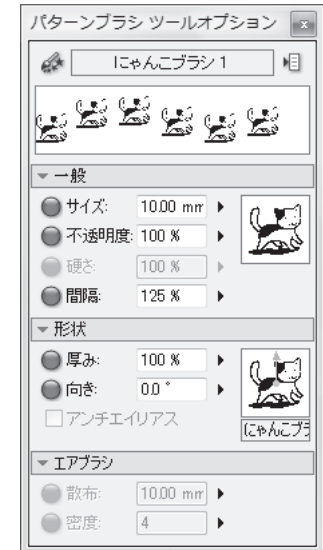 パターンブラシ ツールオプション
にゃんこブラシ 1
一般
サイズ: 10.00 mm
不透明度: 100 %
硬さ: 100 %
間隔: 125 %
形状
厚み: 100 %
向き: 0.0 °
アンチエイリアス
にゃんこブラ
エアブラシ
散布: 10.00 mm
密度: 4